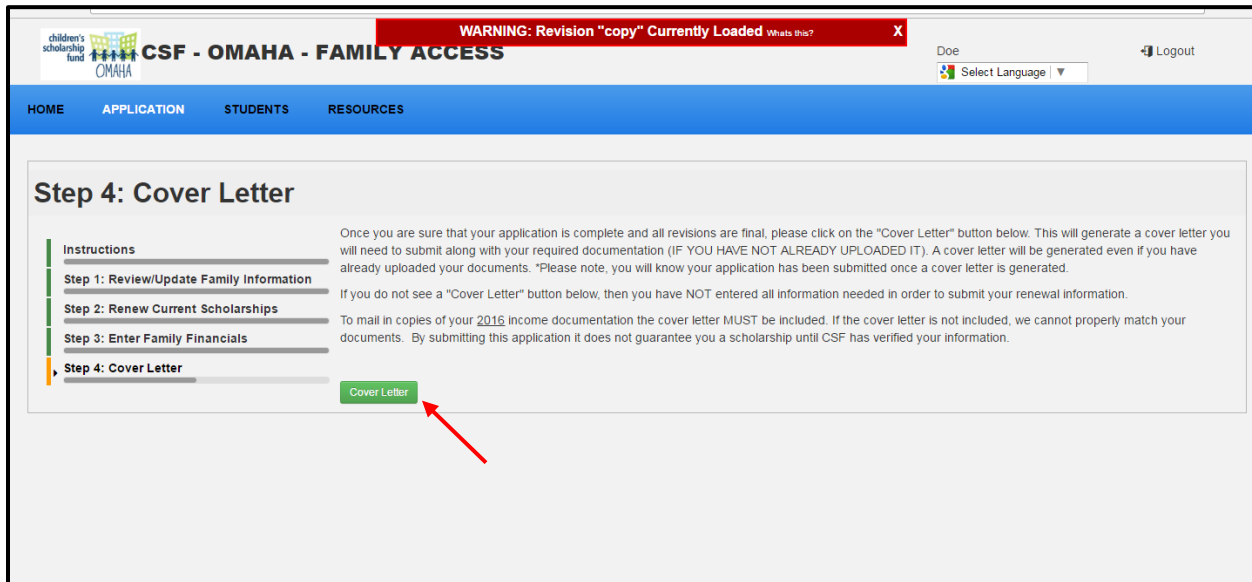 WARNING: Revision "copy" Currently Loaded Whats this? X
children's
scholarship
fund
OMAHA
CSF - OMAHA - FAMILY ACCESS
Doe
Logout
Select Language ▼
HOME APPLICATION STUDENTS RESOURCES
Step 4: Cover Letter
Instructions
Step 1: Review/Update Family Information
Step 2: Renew Current Scholarships
Step 3: Enter Family Financials
Step 4: Cover Letter
Once you are sure that your application is complete and all revisions are final, please click on the "Cover Letter" button below. This will generate a cover letter you
will need to submit along with your required documentation (IF YOU HAVE NOT ALREADY UPLOADED IT). A cover letter will be generated even if you have
already uploaded your documents. *Please note, you will know your application has been submitted once a cover letter is generated.
If you do not see a "Cover Letter" button below, then you have NOT entered all information needed in order to submit your renewal information.
To mail in copies of your 2016 income documentation the cover letter MUST be included. If the cover letter is not included, we cannot properly match your
documents. By submitting this application it does not guarantee you a scholarship until CSF has verified your information.
Cover Letter